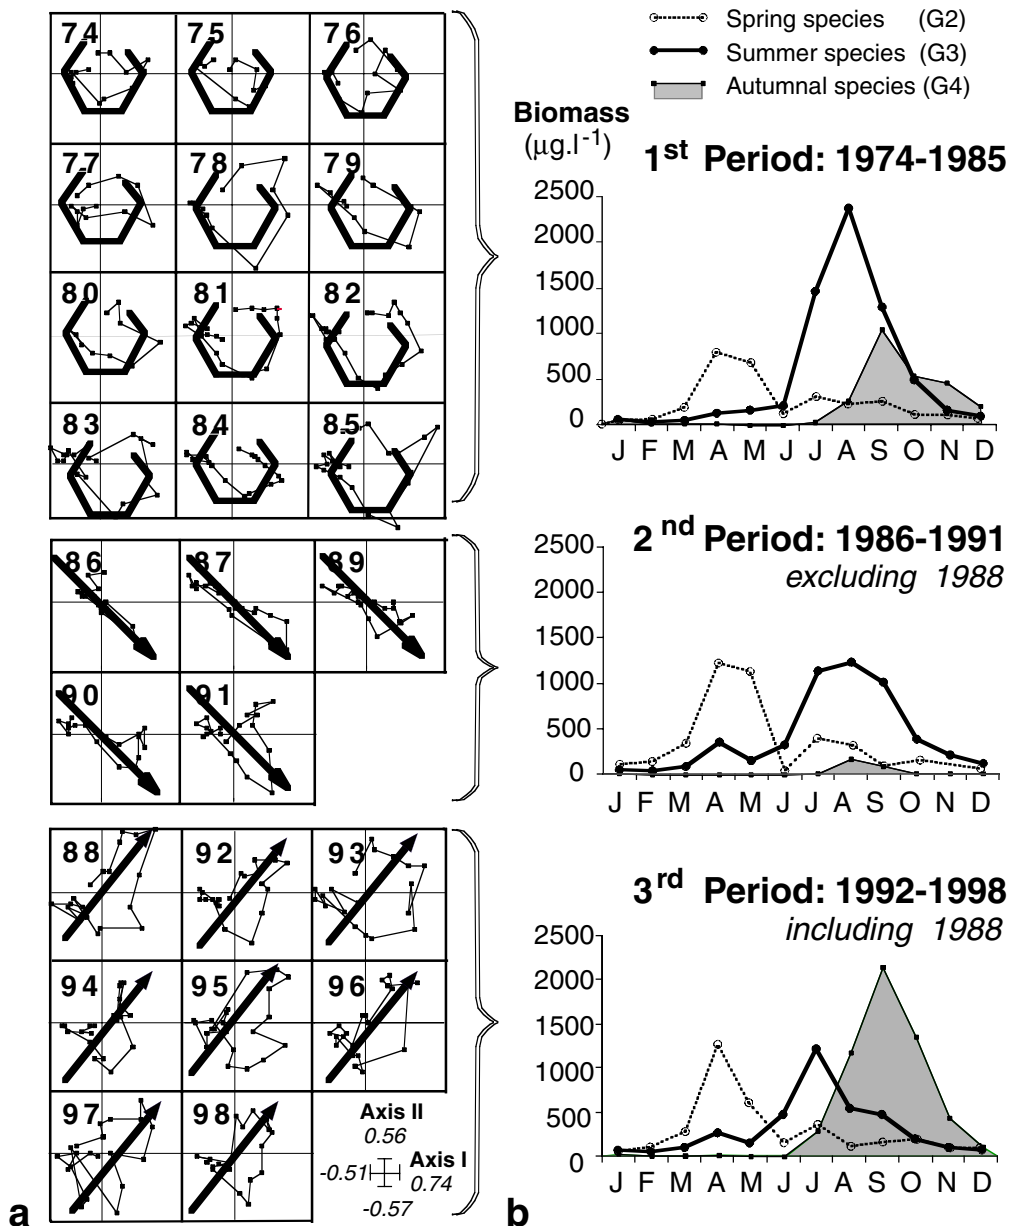 74 75 76
77 78 79
80 81 82
83 84 85
86 87 89
90 91
88 92 93
94 95 96
97 98
Axis II
0.56
-0.51 Axis I
0.74
-0.57
a
Spring species (G2)
Summer species (G3)
Autumnal species (G4)
Biomass
(µg.l-1)
1st Period: 1974-1985
2500
2000
1500
1000
500
0
J F M A M J J A S O N D
2nd Period: 1986-1991
excluding 1988
2500
2000
1500
1000
500
0
J F M A M J J A S O N D
3rd Period: 1992-1998
including 1988
2500
2000
1500
1000
500
0
J F M A M J J A S O N D
b